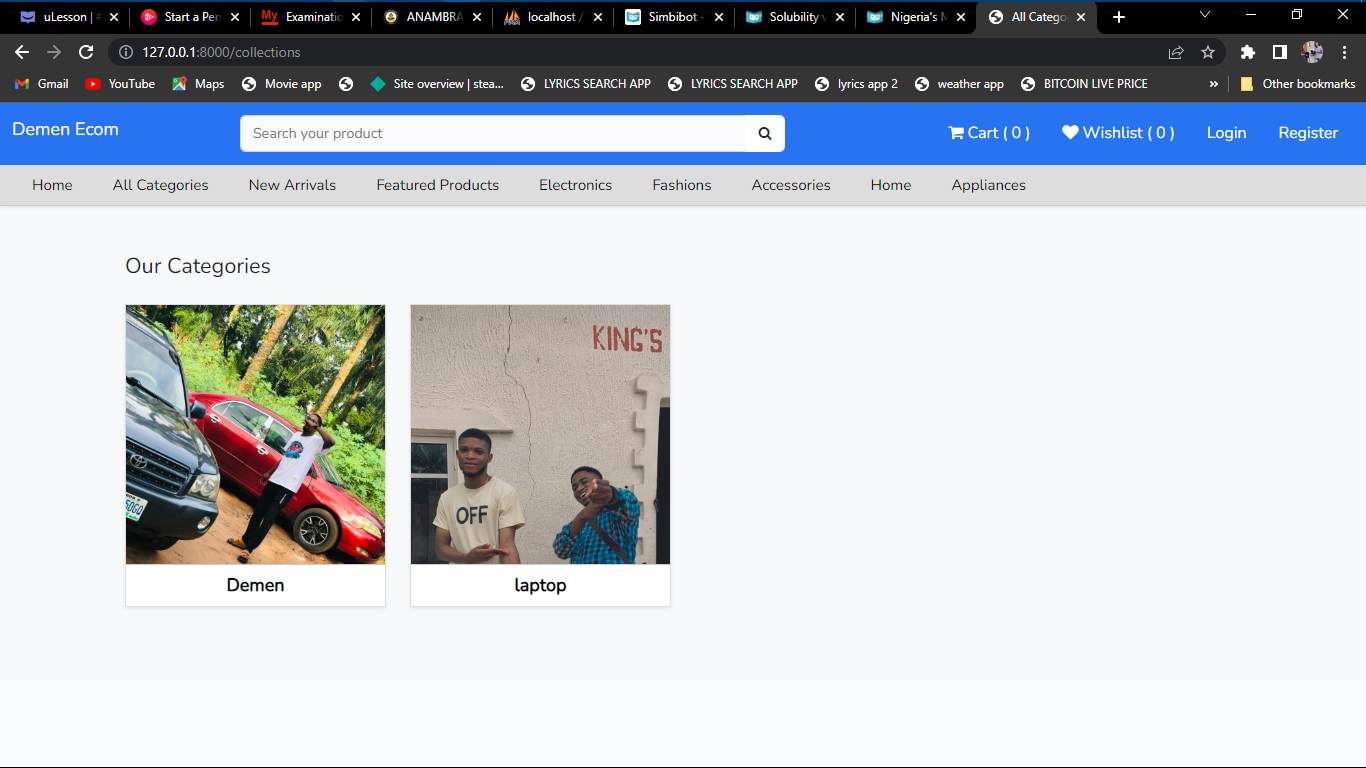 uLesson | #
Start a Per
Examinatio
ANAMBRA
localhost /
Simbibot -
Solubility v
Nigeria's M
All Catego
127.0.0.1:8000/collections
Gmail
YouTube
Maps
Movie app
Site overview | stea...
LYRICS SEARCH APP
LYRICS SEARCH APP
lyrics app 2
weather app
BITCOIN LIVE PRICE
»
Other bookmarks
Demen Ecom
Search your product
Cart ( 0 )
Wishlist ( 0 )
Login
Register
Home
All Categories
New Arrivals
Featured Products
Electronics
Fashions
Accessories
Home
Appliances
Our Categories
KING'S
OFF
Demen
laptop